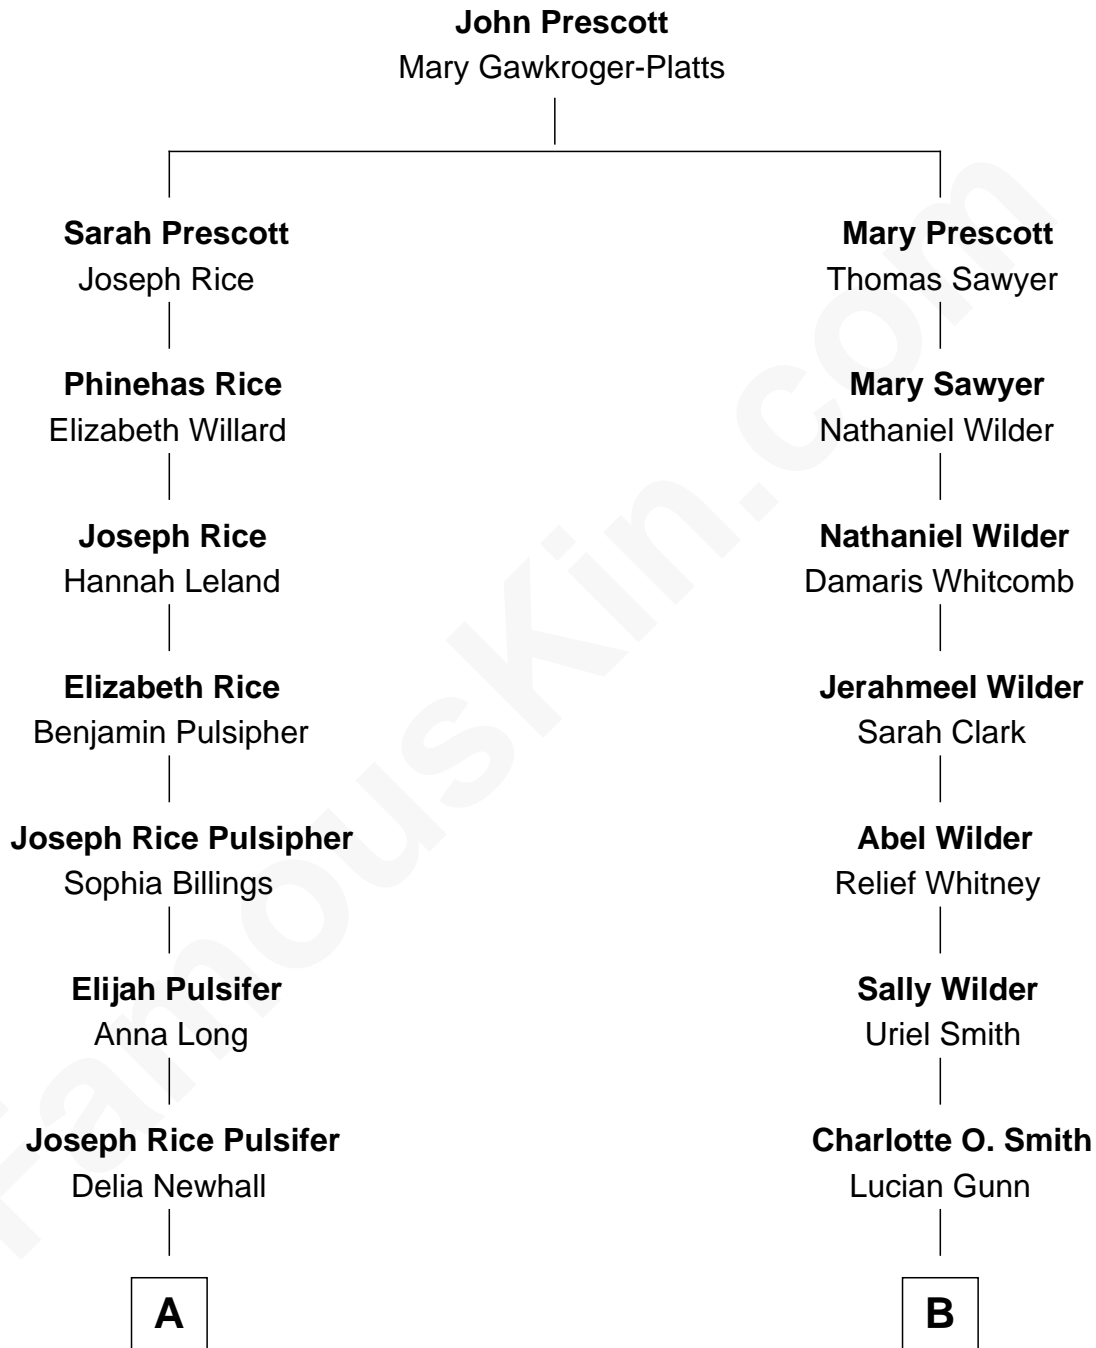 John Prescott
Mary Gawkroger-Platts
Sarah Prescott
Joseph Rice
Mary Prescott
Thomas Sawyer
Phinehas Rice
Elizabeth Willard
Mary Sawyer
Nathaniel Wilder
Joseph Rice
Hannah Leland
Nathaniel Wilder
Damaris Whitcomb
Elizabeth Rice
Benjamin Pulsipher
Jerahmeel Wilder
Sarah Clark
Joseph Rice Pulsipher
Sophia Billings
Abel Wilder
Relief Whitney
Elijah Pulsifer
Anna Long
Sally Wilder
Uriel Smith
Joseph Rice Pulsifer
Delia Newhall
Charlotte O. Smith
Lucian Gunn
A
B
FamousKin.com